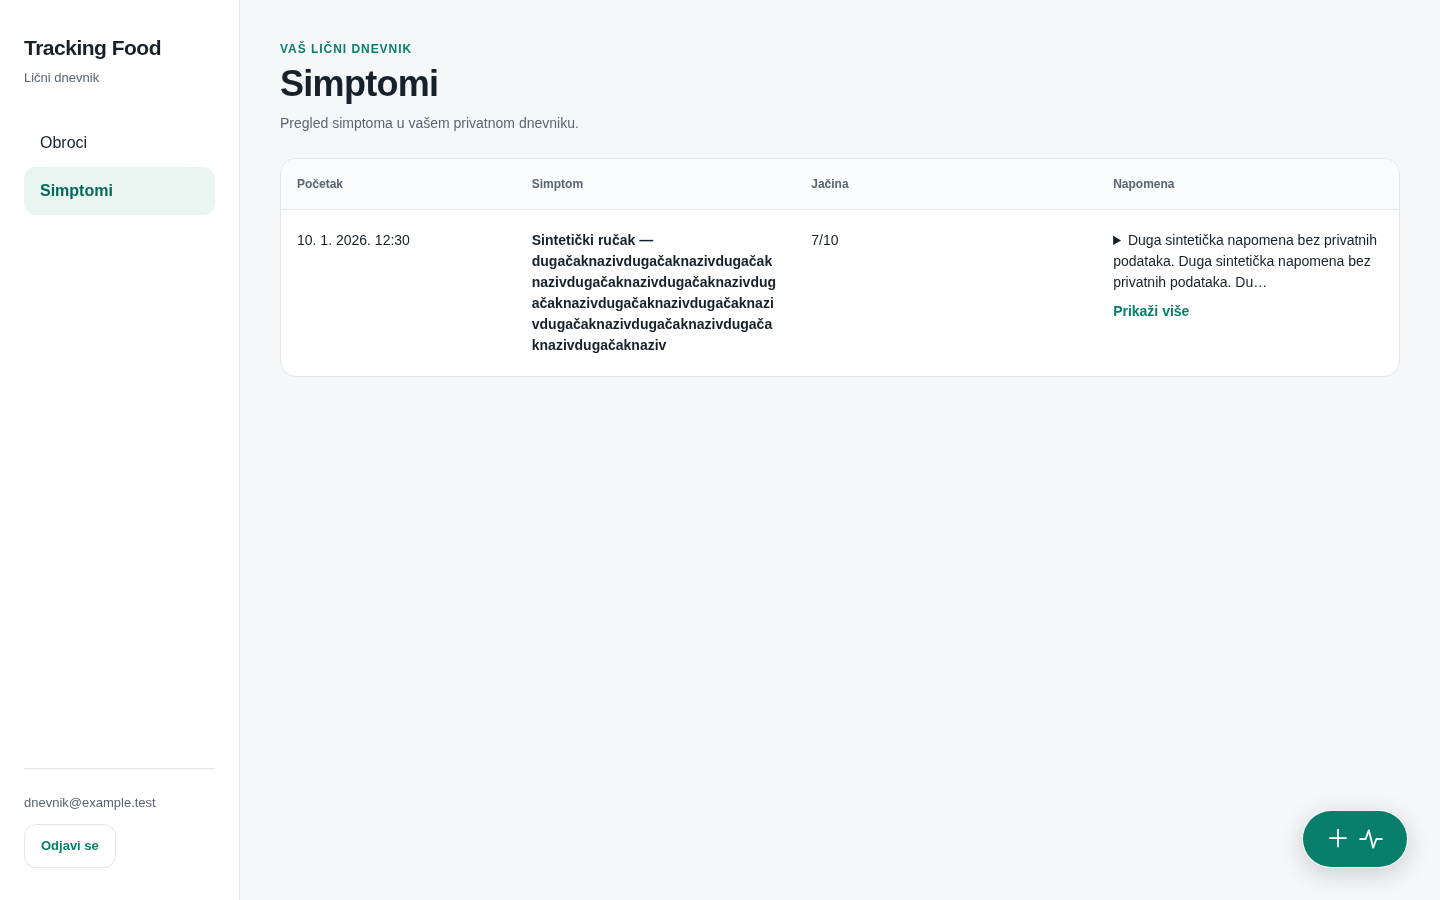 Tracking Food
Lični dnevnik
Obroci
Simptomi
dnevnik@example.test
Odjavi se
VAŠ LIČNI DNEVNIK
Simptomi
Pregled simptoma u vašem privatnom dnevniku.
Početak Simptom Jačina Napomena
10. 1. 2026. 12:30
Sintetički ručak —
dugačaknazivdugačaknazivdugačak
nazivdugačaknazivdugačaknazivdug
ačaknazivdugačaknazivdugačaknazi
vdugačaknazivdugačaknazivdugača
knazivdugačaknaziv
7/10
Duga sintetička napomena bez privatnih
podataka. Duga sintetička napomena bez
privatnih podataka. Du…
Prikaži više